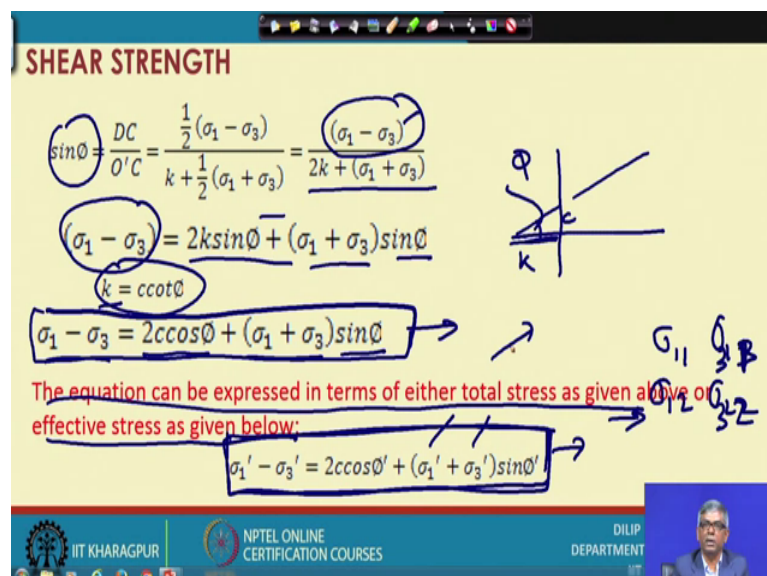 SHEAR STRENGTH
sinØ = DC / O'C = ½(σ₁ − σ₃) / k + ½(σ₁ + σ₃) = (σ₁ − σ₃) / 2k + (σ₁ + σ₃)
(σ₁ − σ₃) = 2ksinØ + (σ₁ + σ₃)sinØ
k = ccotØ
σ₁ − σ₃ = 2ccosØ + (σ₁ + σ₃)sinØ
The equation can be expressed in terms of either total stress as given above or
effective stress as given below:
σ₁' − σ₃' = 2ccosØ' + (σ₁' + σ₃')sinØ'
φ
c
K
σ₁₁
σ₁₂
IIT KHARAGPUR
NPTEL ONLINE
CERTIFICATION COURSES
DILIP
DEPARTMENT
IIT